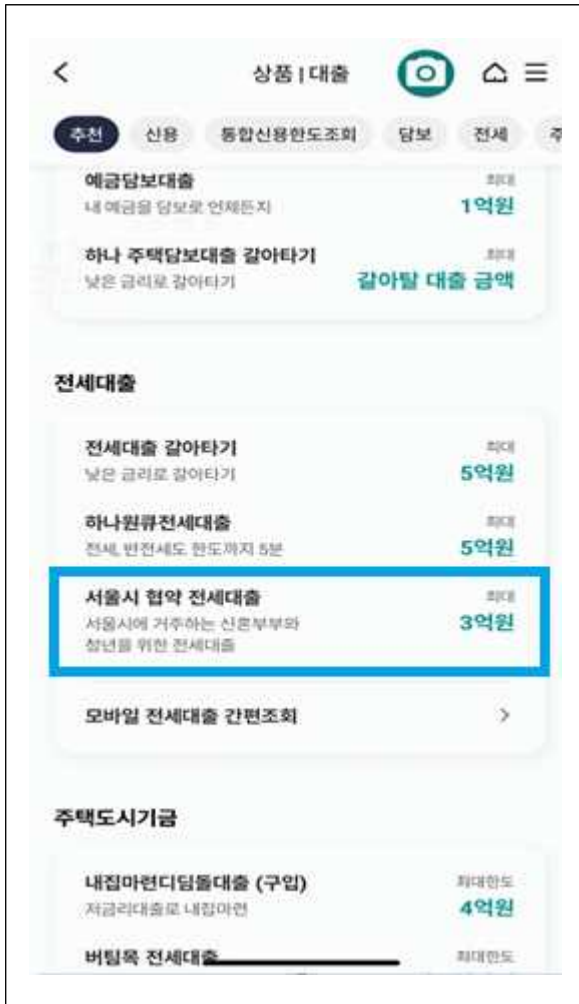 상품 | 대출
추천 신용 통합신용한도조회 담보 전세 주
예금담보대출 최대
내 예금을 담보로 언제든지 1억원
하나 주택담보대출 갈아타기 최대
낮은 금리로 갈아타기 갈아탈 대출 금액
전세대출
전세대출 갈아타기 최대
낮은 금리로 갈아타기 5억원
하나원큐전세대출 최대
전세, 반전세도 한도까지 5분 5억원
서울시 협약 전세대출 최대
서울시에 거주하는 신혼부부와 3억원
청년을 위한 전세대출
모바일 전세대출 간편조회
주택도시기금
내집마련디딤돌대출 (구입) 최대한도
저금리대출로 내집마련 4억원
버팀목 전세대출 최대한도